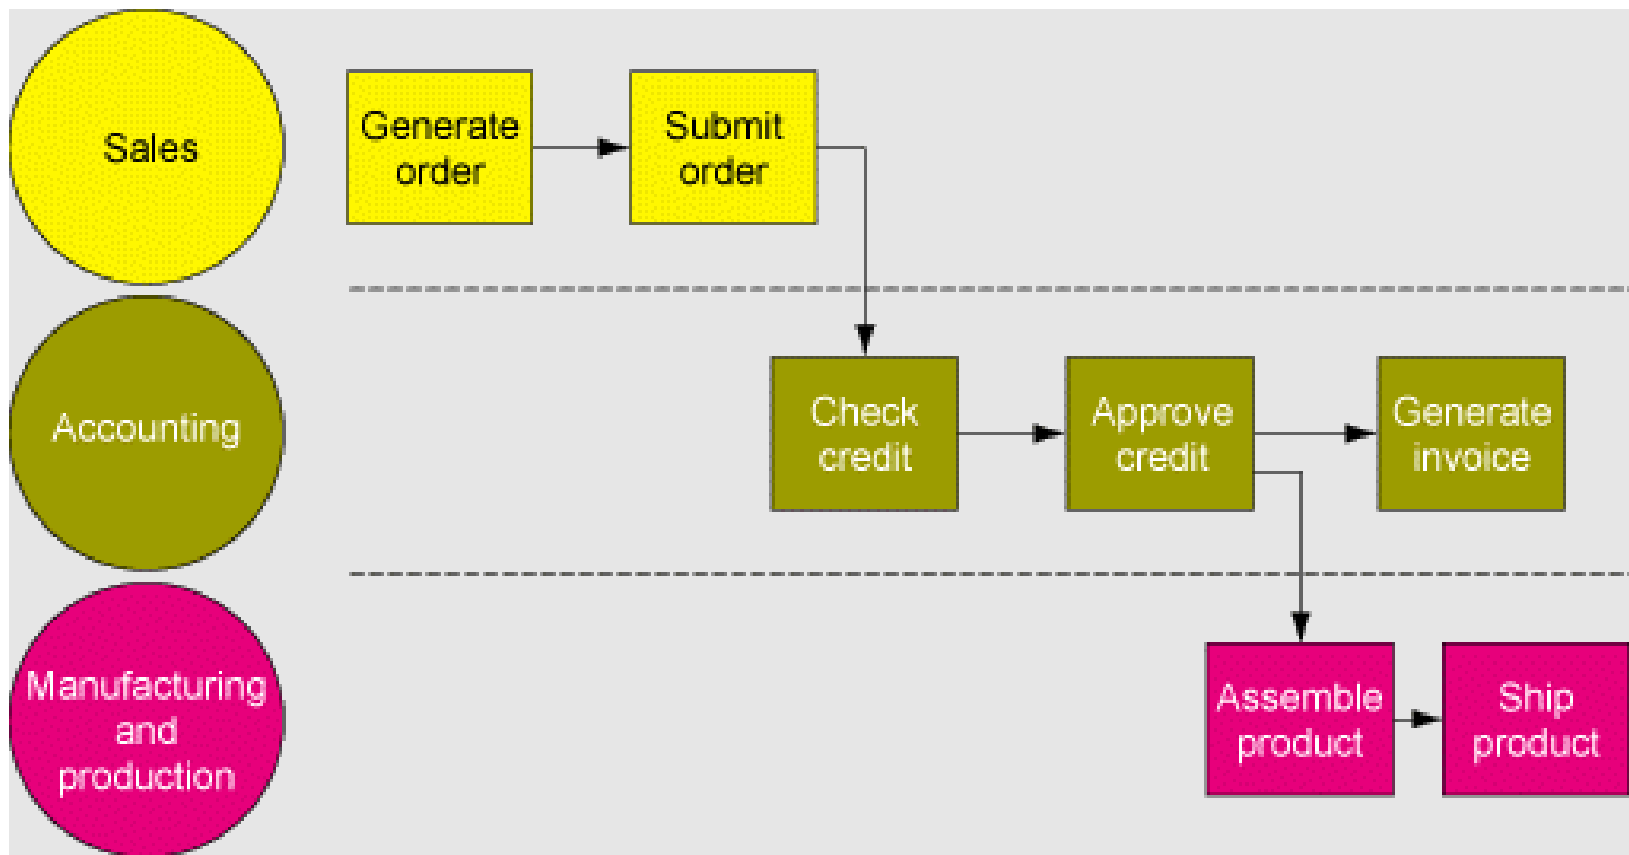 Sales
Generate
order
Submit
order
Accounting
Check
credit
Approve
credit
Generate
invoice
Manufacturing
and
production
Assemble
product
Ship
product